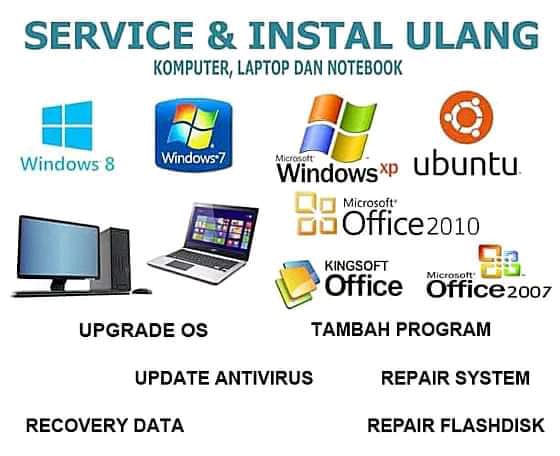 SERVICE & INSTAL ULANG
KOMPUTER, LAPTOP DAN NOTEBOOK
Windows 8
Windows 7
Microsoft
Windows xp
ubuntu
Microsoft
Office 2010
KINGSOFT
Office
Microsoft
Office 2007
UPGRADE OS
TAMBAH PROGRAM
UPDATE ANTIVIRUS
REPAIR SYSTEM
RECOVERY DATA
REPAIR FLASHDISK